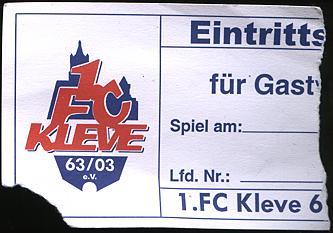 1.FC
KLEVE
63/03
e.V.
Eintritts
für Gast
Spiel am:
Lfd. Nr.:
1.FC Kleve 6